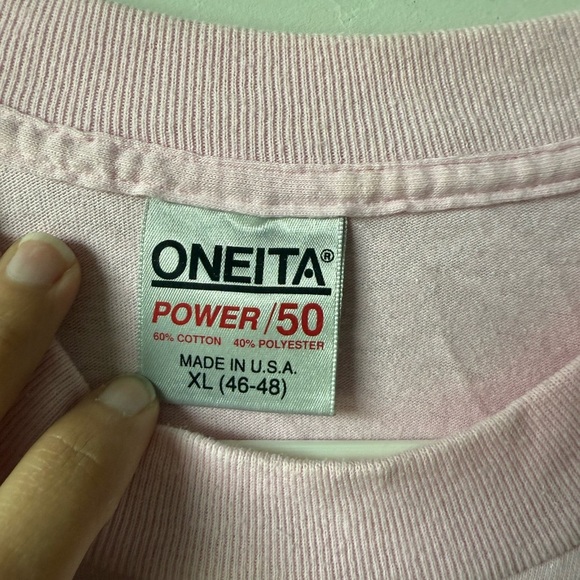 ONEITA®
POWER/50
60% COTTON 40% POLYESTER
MADE IN U.S.A.
XL (46-48)